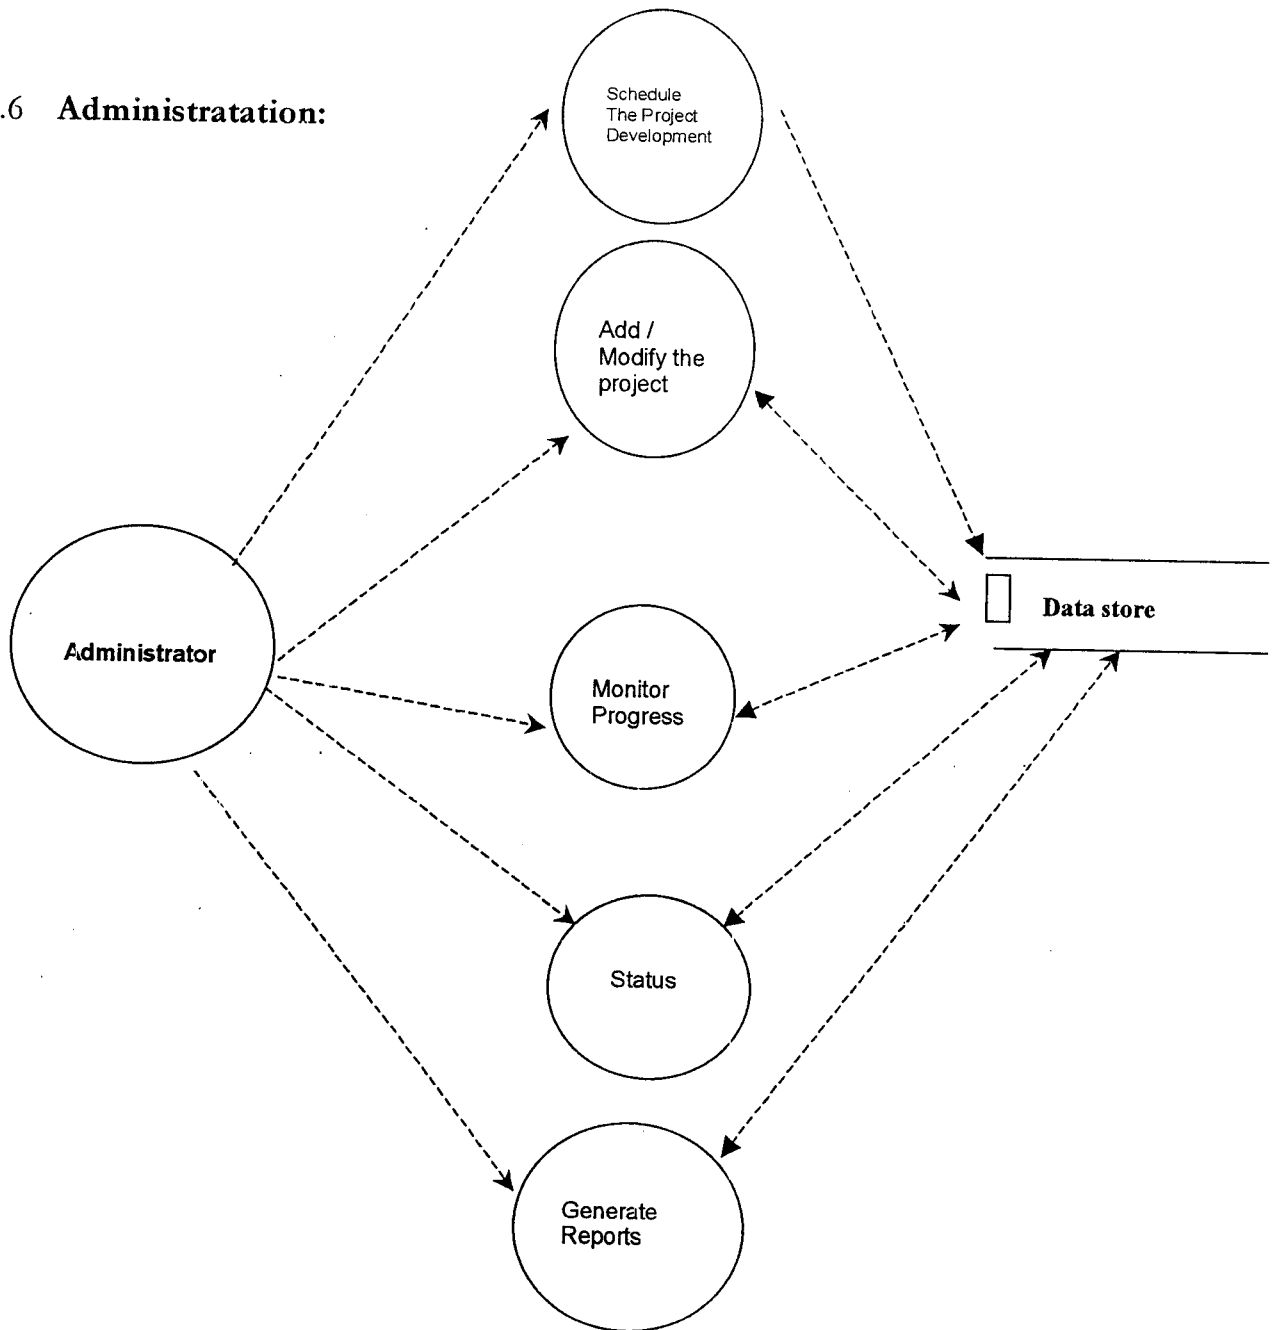 .6 Administratation:
Schedule
The Project
Development
Add /
Modify the
project
Administrator
Data store
Monitor
Progress
Status
Generate
Reports